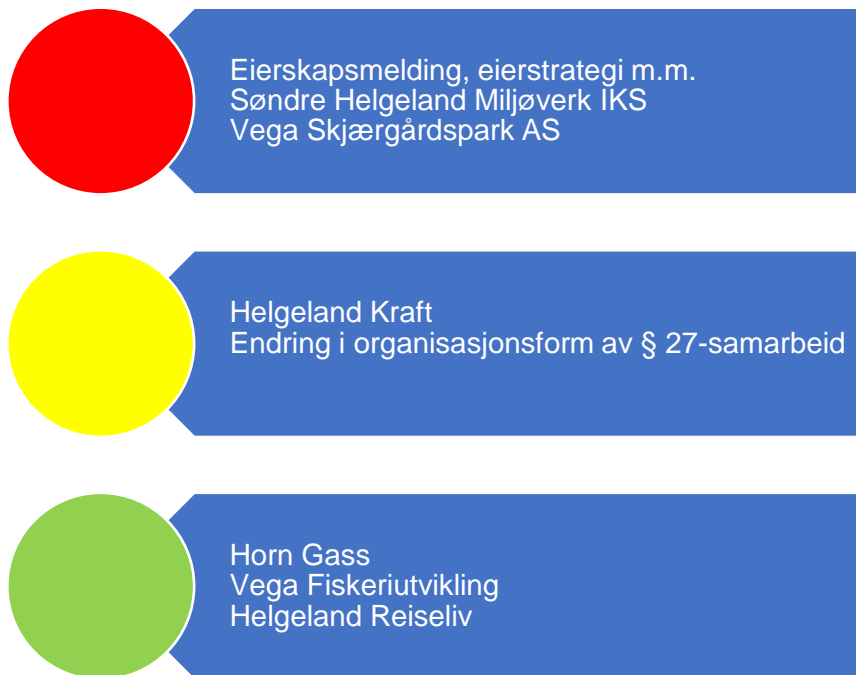 Eierskapsmelding, eierstrategi m.m.
Søndre Helgeland Miljøverk IKS
Vega Skjærgårdspark AS
Helgeland Kraft
Endring i organisasjonsform av § 27-samarbeid
Horn Gass
Vega Fiskeriutvikling
Helgeland Reiseliv